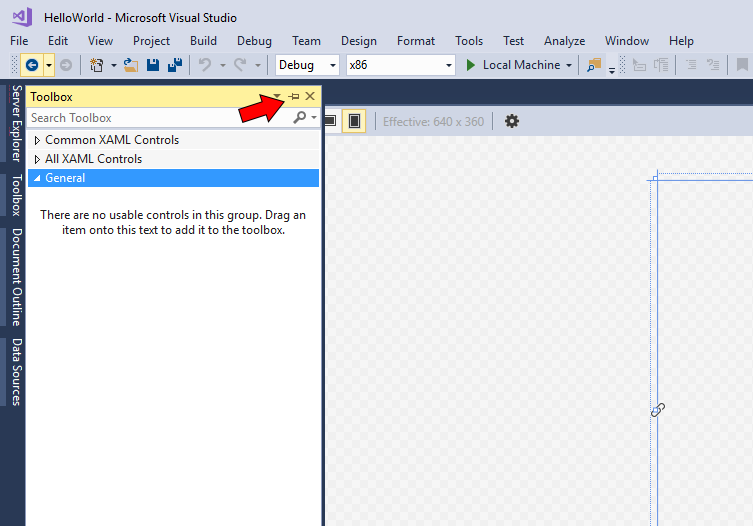 HelloWorld - Microsoft Visual Studio
File Edit View Project Build Debug Team Design Format Tools Test Analyze Window Help
Debug x86 Local Machine
Server Explorer
Toolbox
Document Outline
Data Sources
Toolbox
Search Toolbox
Effective: 640 x 360
Common XAML Controls
All XAML Controls
General
There are no usable controls in this group. Drag an
item onto this text to add it to the toolbox.